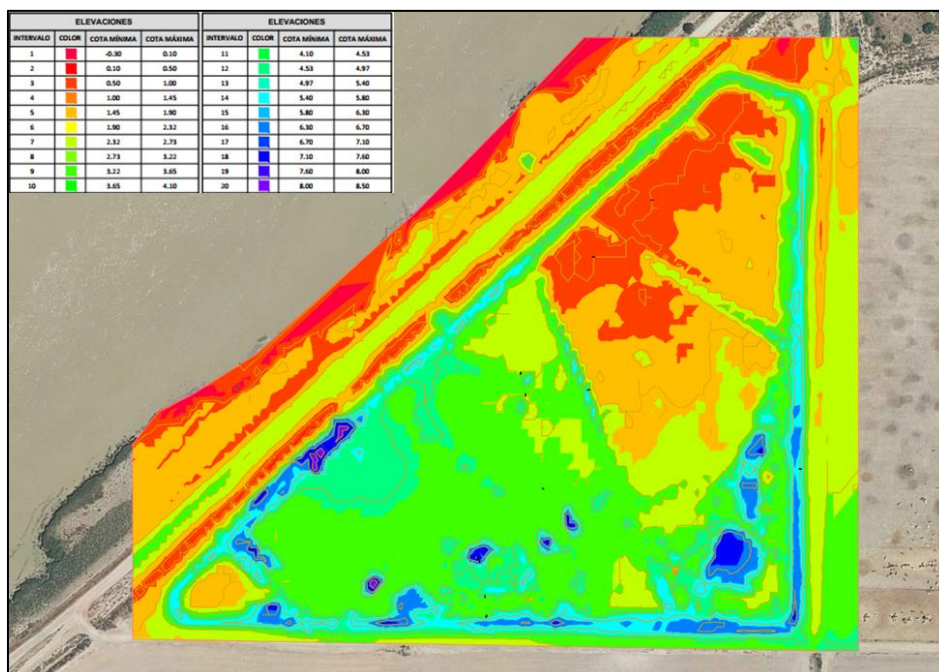 ELEVACIONES
INTERVALO COLOR COTA MÍNIMA COTA MÁXIMA
1 -0.30 0.10
2 0.10 0.50
3 0.50 1.00
4 1.00 1.45
5 1.45 1.90
6 1.90 2.32
7 2.32 2.73
8 2.73 3.22
9 3.22 3.65
10 3.65 4.10
ELEVACIONES
INTERVALO COLOR COTA MÍNIMA COTA MÁXIMA
11 4.10 4.53
12 4.53 4.97
13 4.97 5.40
14 5.40 5.80
15 5.80 6.30
16 6.30 6.70
17 6.70 7.10
18 7.10 7.60
19 7.60 8.00
20 8.00 8.50